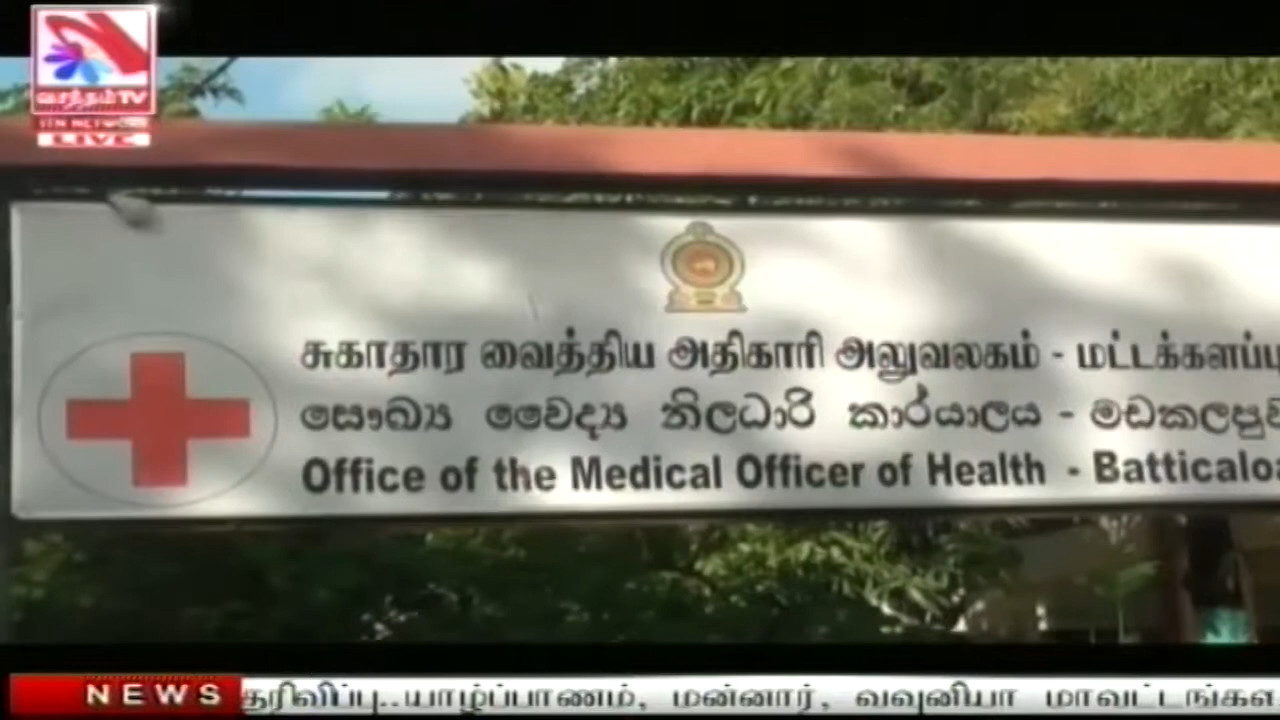 வசந்தம்TV
ITN NETWORK
LIVE
சுகாதார வைத்திய அதிகாரி அலுவலகம் - மட்டக்களப்பு
සෞඛ්‍ය වෛද්‍ය නිලධාරි කාර්යාලය - මඩකලපුව
Office of the Medical Officer of Health - Batticaloa
NEWS தரிவிப்பு..யாழ்ப்பாணம், மன்னார், வவுனியா மாவட்டங்கள